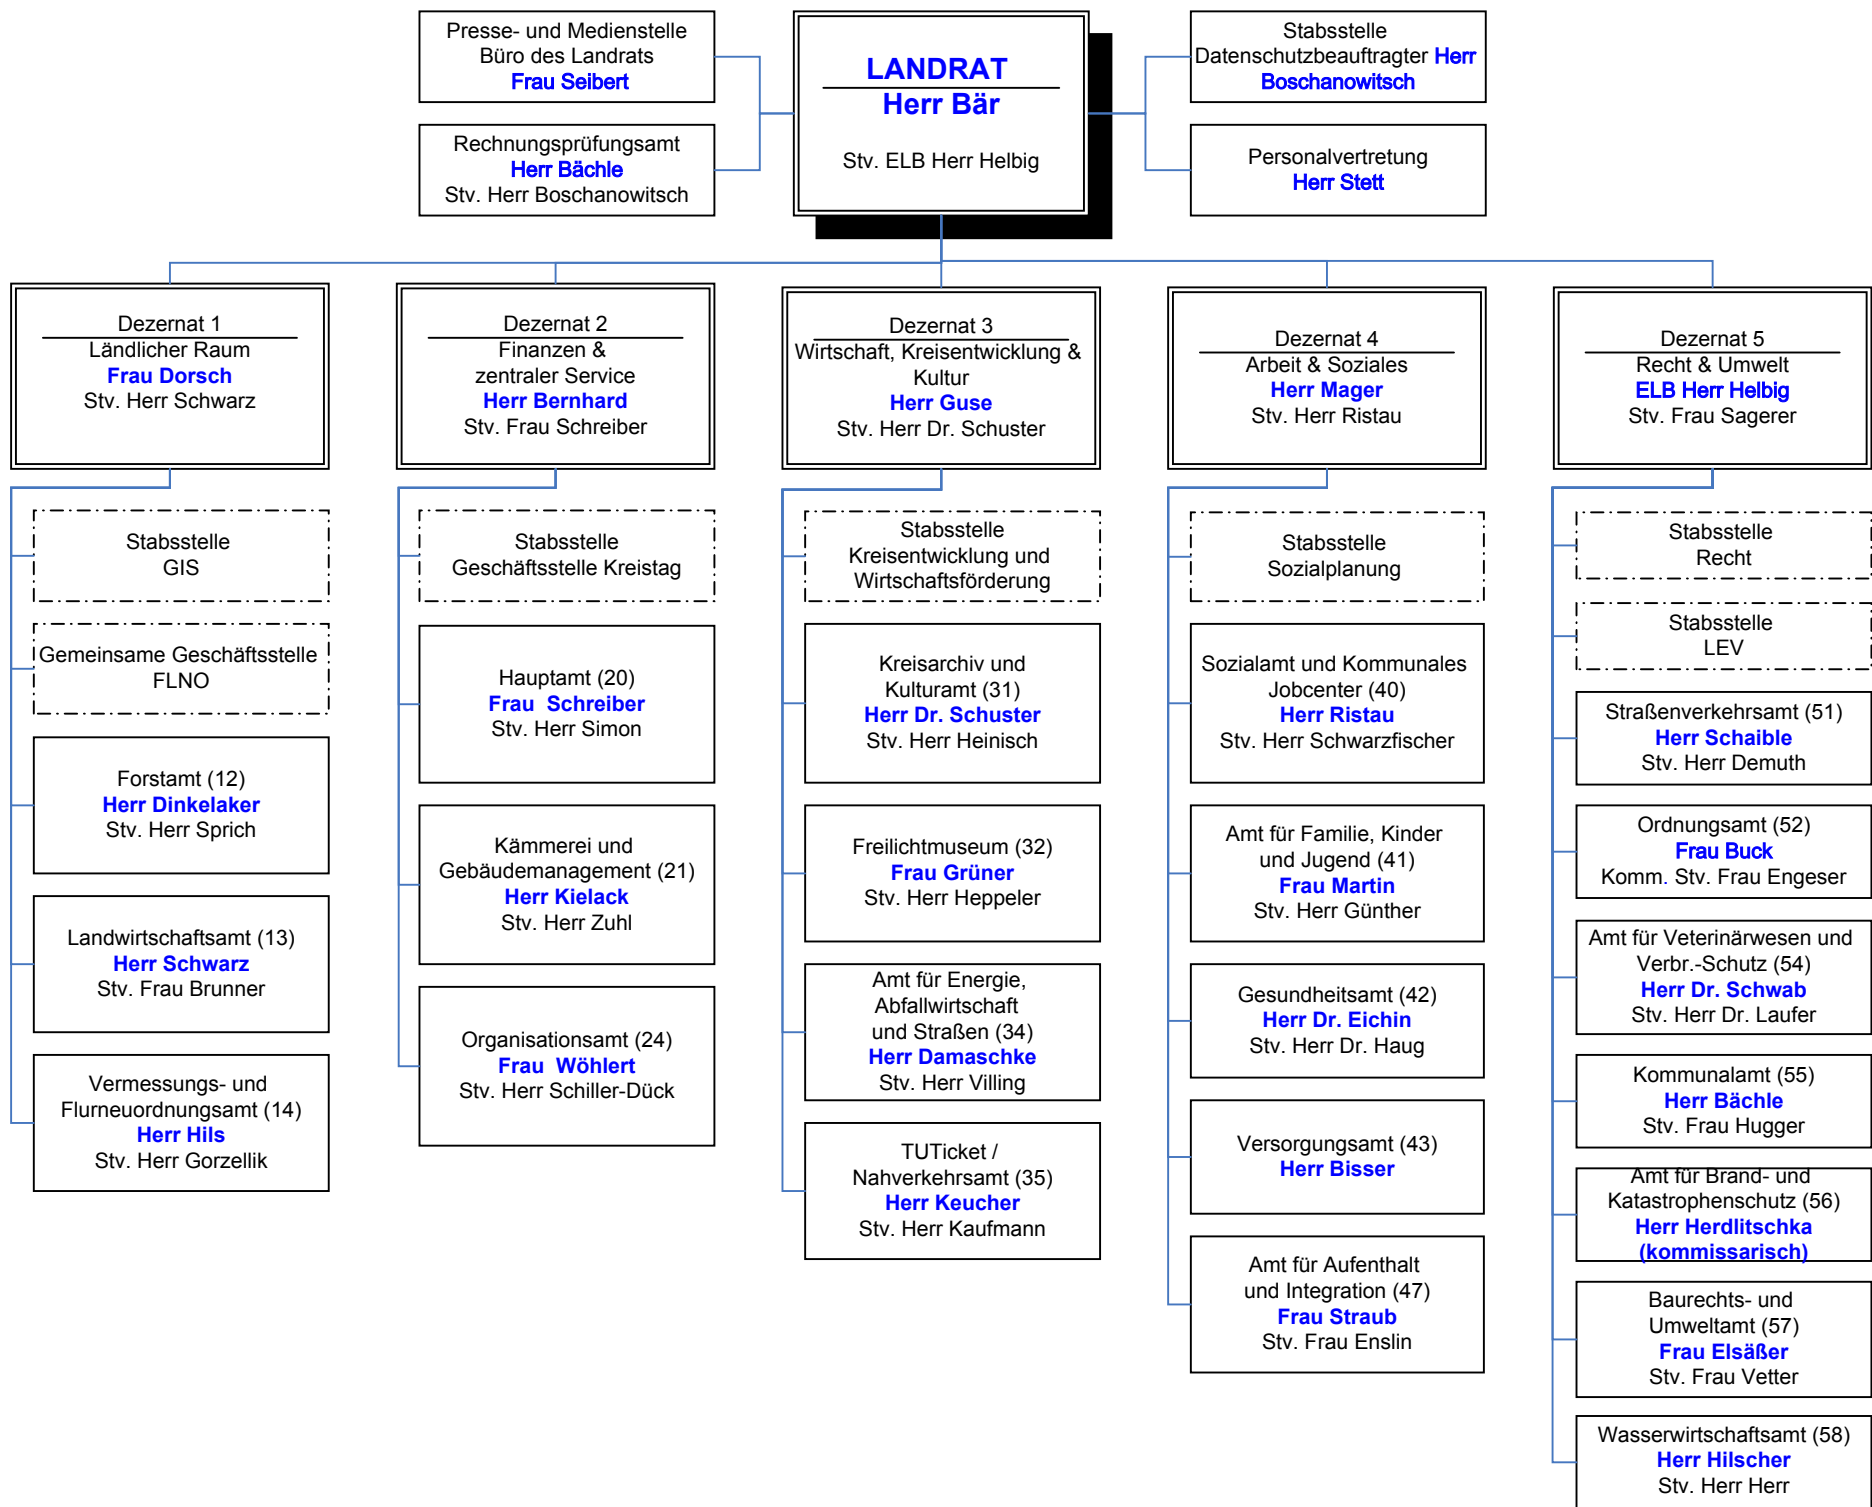 Presse- und Medienstelle
Büro des Landrats
Frau Seibert
Rechnungsprüfungsamt
Herr Bächle
Stv. Herr Boschanowitsch
LANDRAT
Herr Bär
Stv. ELB Herr Helbig
Stabsstelle
Datenschutzbeauftragter Herr
Boschanowitsch
Personalvertretung
Herr Stett
Dezernat 1
Ländlicher Raum
Frau Dorsch
Stv. Herr Schwarz
Stabsstelle
GIS
Gemeinsame Geschäftsstelle
FLNO
Forstamt (12)
Herr Dinkelaker
Stv. Herr Sprich
Landwirtschaftsamt (13)
Herr Schwarz
Stv. Frau Brunner
Vermessungs- und
Flurneuordnungsamt (14)
Herr Hils
Stv. Herr Gorzellik
Dezernat 2
Finanzen &
zentraler Service
Herr Bernhard
Stv. Frau Schreiber
Stabsstelle
Geschäftsstelle Kreistag
Hauptamt (20)
Frau  Schreiber
Stv. Herr Simon
Kämmerei und
Gebäudemanagement (21)
Herr Kielack
Stv. Herr Zuhl
Organisationsamt (24)
Frau  Wöhlert
Stv. Herr Schiller-Dück
Dezernat 3
Wirtschaft, Kreisentwicklung &
Kultur
Herr Guse
Stv. Herr Dr. Schuster
Stabsstelle
Kreisentwicklung und
Wirtschaftsförderung
Kreisarchiv und
Kulturamt (31)
Herr Dr. Schuster
Stv. Herr Heinisch
Freilichtmuseum (32)
Frau Grüner
Stv. Herr Heppeler
Amt für Energie,
Abfallwirtschaft
und Straßen (34)
Herr Damaschke
Stv. Herr Villing
TUTicket /
Nahverkehrsamt (35)
Herr Keucher
Stv. Herr Kaufmann
Dezernat 4
Arbeit & Soziales
Herr Mager
Stv. Herr Ristau
Stabsstelle
Sozialplanung
Sozialamt und Kommunales
Jobcenter (40)
Herr Ristau
Stv. Herr Schwarzfischer
Amt für Familie, Kinder
und Jugend (41)
Frau Martin
Stv. Herr Günther
Gesundheitsamt (42)
Herr Dr. Eichin
Stv. Herr Dr. Haug
Versorgungsamt (43)
Herr Bisser
Amt für Aufenthalt
und Integration (47)
Frau Straub
Stv. Frau Enslin
Dezernat 5
Recht & Umwelt
ELB Herr Helbig
Stv. Frau Sagerer
Stabsstelle
Recht
Stabsstelle
LEV
Straßenverkehrsamt (51)
Herr Schaible
Stv. Herr Demuth
Ordnungsamt (52)
Frau Buck
Komm. Stv. Frau Engeser
Amt für Veterinärwesen und
Verbr.-Schutz (54)
Herr Dr. Schwab
Stv. Herr Dr. Laufer
Kommunalamt (55)
Herr Bächle
Stv. Frau Hugger
Amt für Brand- und
Katastrophenschutz (56)
Herr Herdlitschka
(kommissarisch)
Baurechts- und
Umweltamt (57)
Frau Elsäßer
Stv. Frau Vetter
Wasserwirtschaftsamt (58)
Herr Hilscher
Stv. Herr Herr